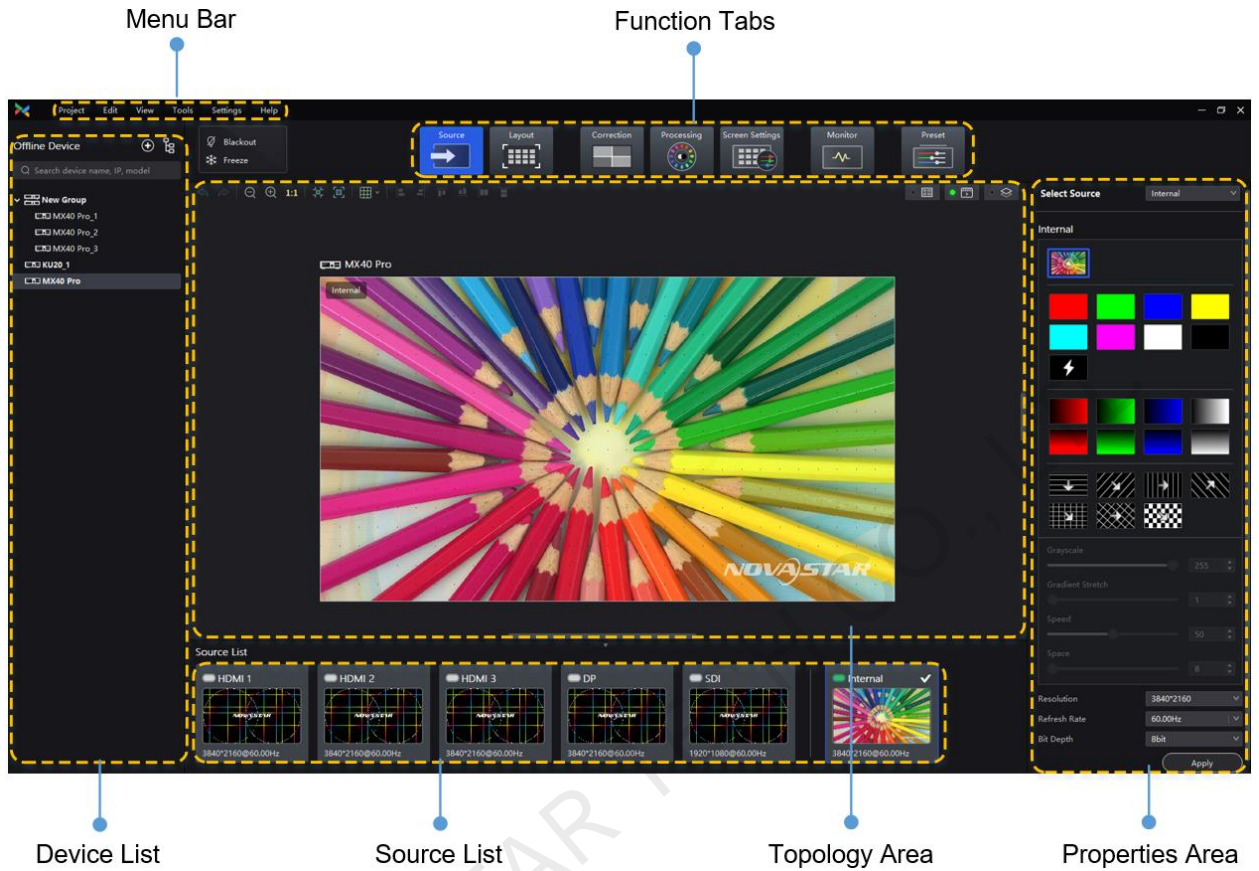 Menu Bar
Function Tabs
Project Edit View Tools Settings Help
Offline Device
Search device name, IP, model
New Group
MX40 Pro_1
MX40 Pro_2
MX40 Pro_3
KU20_1
MX40 Pro
Blackout
Freeze
Source Layout Correction Processing Screen Settings Monitor Preset
1:1
MX40 Pro
Internal
NOVASTAR
Select Source Internal
Internal
Grayscale
255
Gradient Stretch
1
Speed
50
Space
8
Resolution 3840*2160
Refresh Rate 60.00Hz
Bit Depth 8bit
Apply
Source List
HDMI 1 HDMI 2 HDMI 3 DP SDI Internal
NOVASTAR NOVASTAR NOVASTAR NOVASTAR NOVASTAR
3840*2160@60.00Hz 3840*2160@60.00Hz 3840*2160@60.00Hz 3840*2160@60.00Hz 1920*1080@60.00Hz 3840*2160@60.00Hz
Device List
Source List
Topology Area
Properties Area